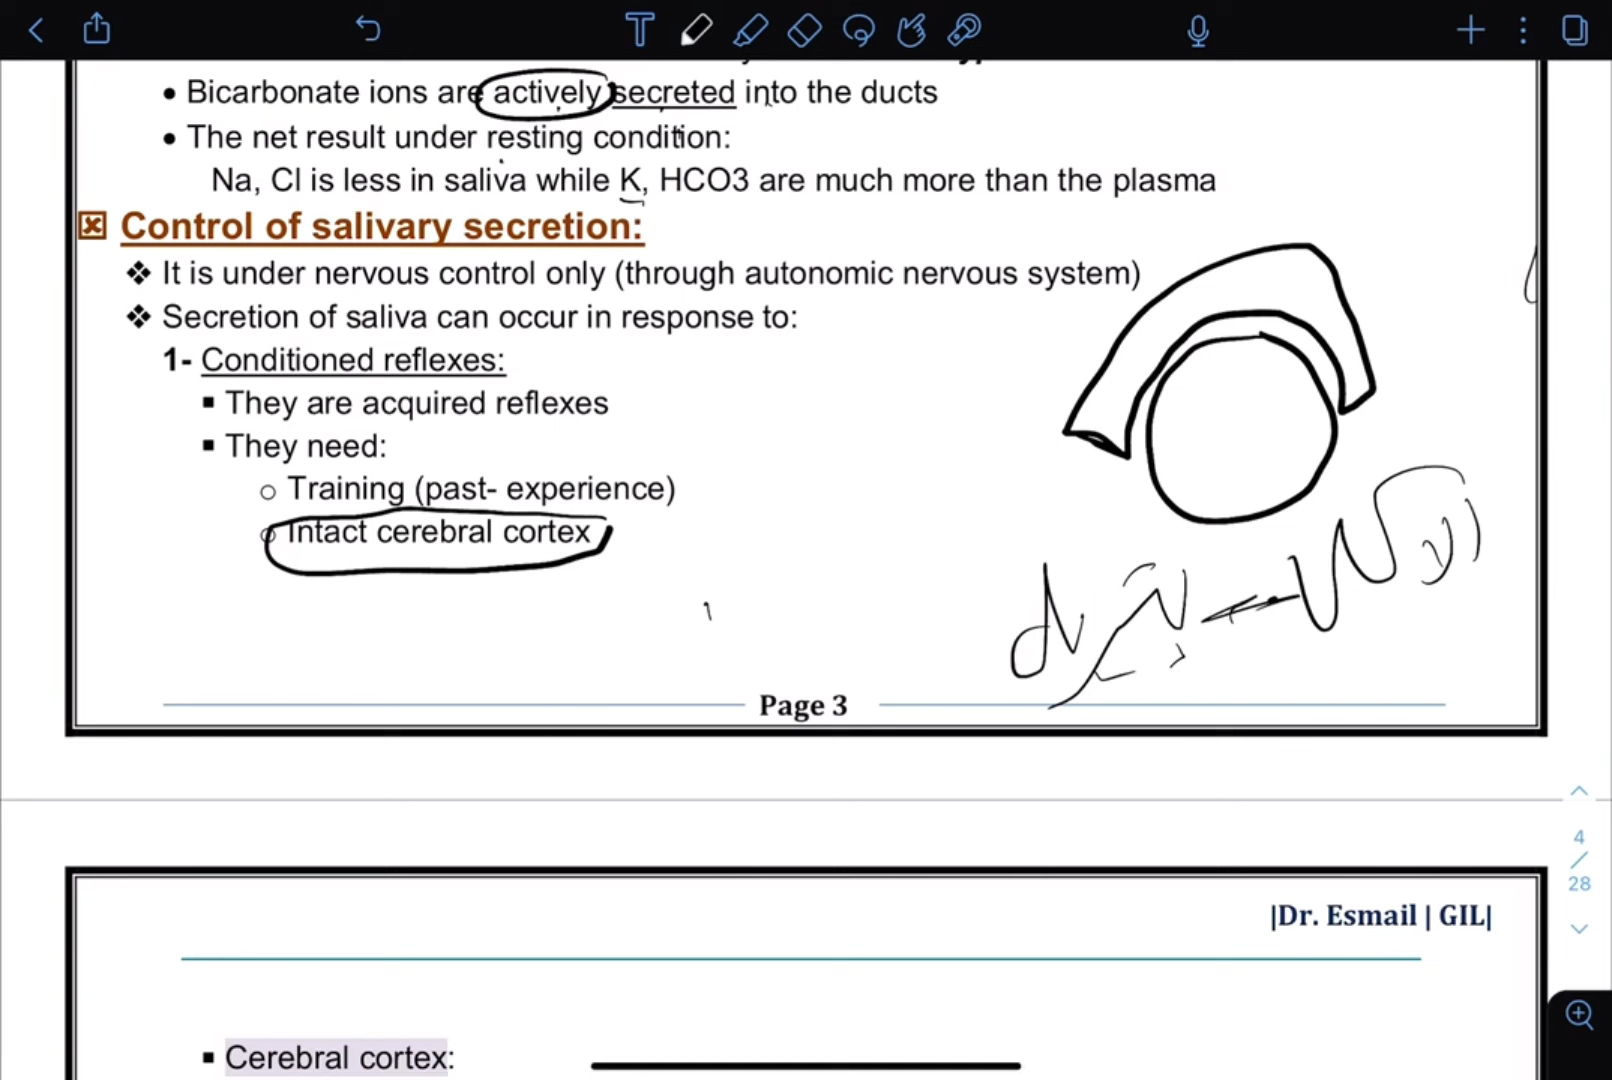 Bicarbonate ions are actively secreted into the ducts
The net result under resting condition:
Na, Cl is less in saliva while K, HCO3 are much more than the plasma
Control of salivary secretion:
It is under nervous control only (through autonomic nervous system)
Secretion of saliva can occur in response to:
1- Conditioned reflexes:
They are acquired reflexes
They need:
Training (past- experience)
Intact cerebral cortex
Page 3
4
/
28
|Dr. Esmail | GIL|
Cerebral cortex: